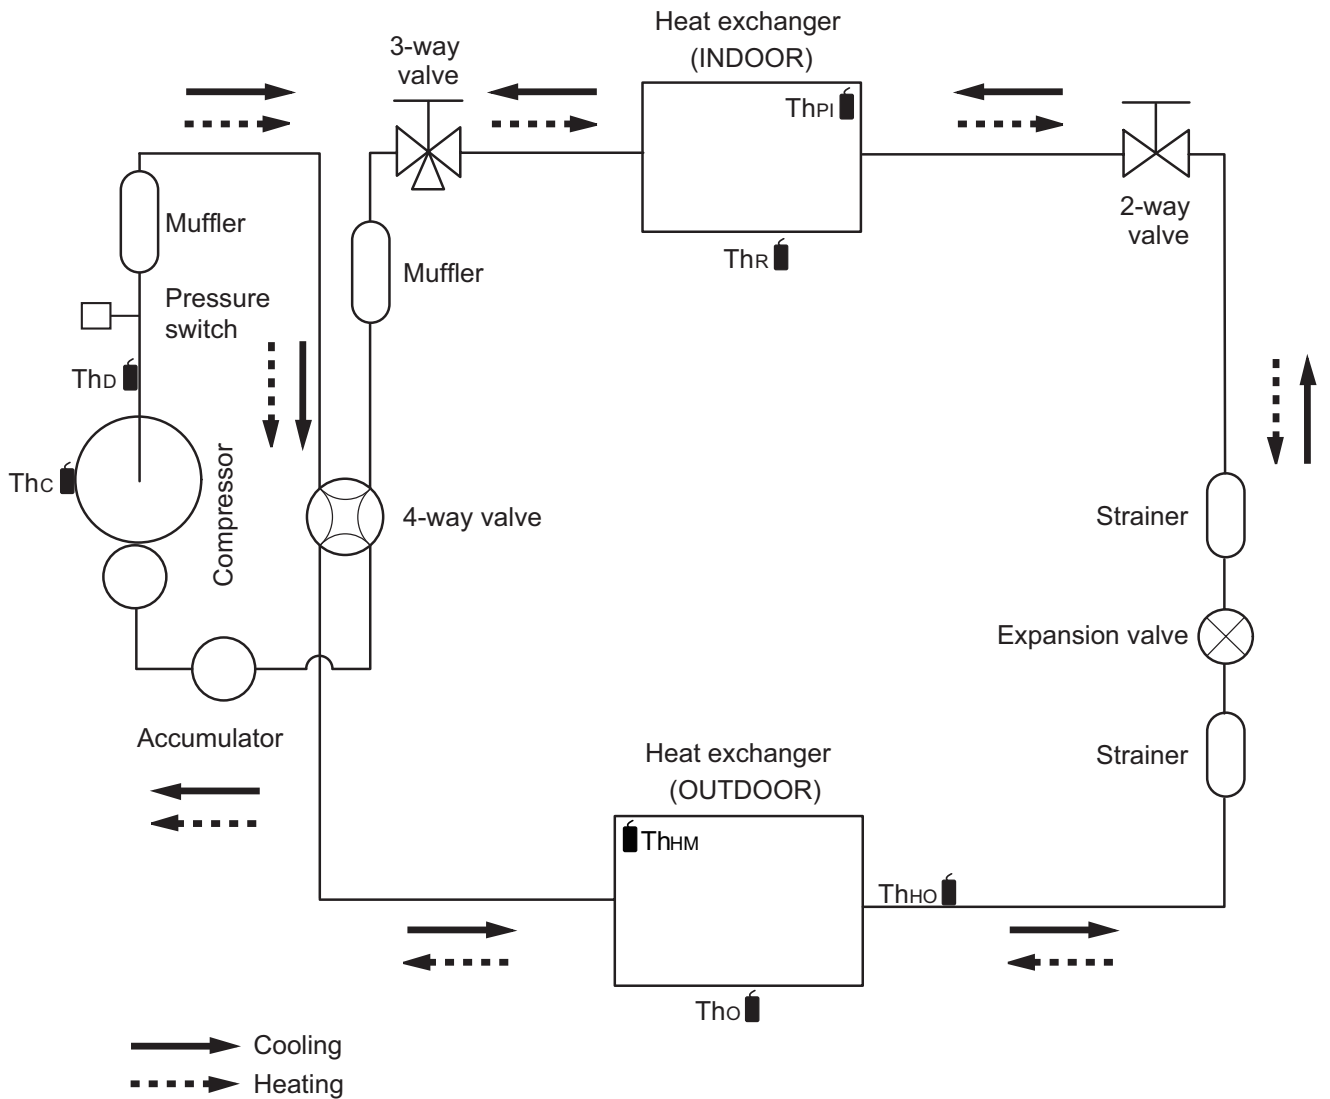 Heat exchanger
(INDOOR)
3-way
valve
ThPI
Muffler
2-way
valve
ThR
Muffler
Pressure
switch
ThD
ThC
Compressor
4-way valve
Strainer
Expansion valve
Accumulator
Heat exchanger
(OUTDOOR)
Strainer
ThHM
ThHO
ThO
Cooling
Heating